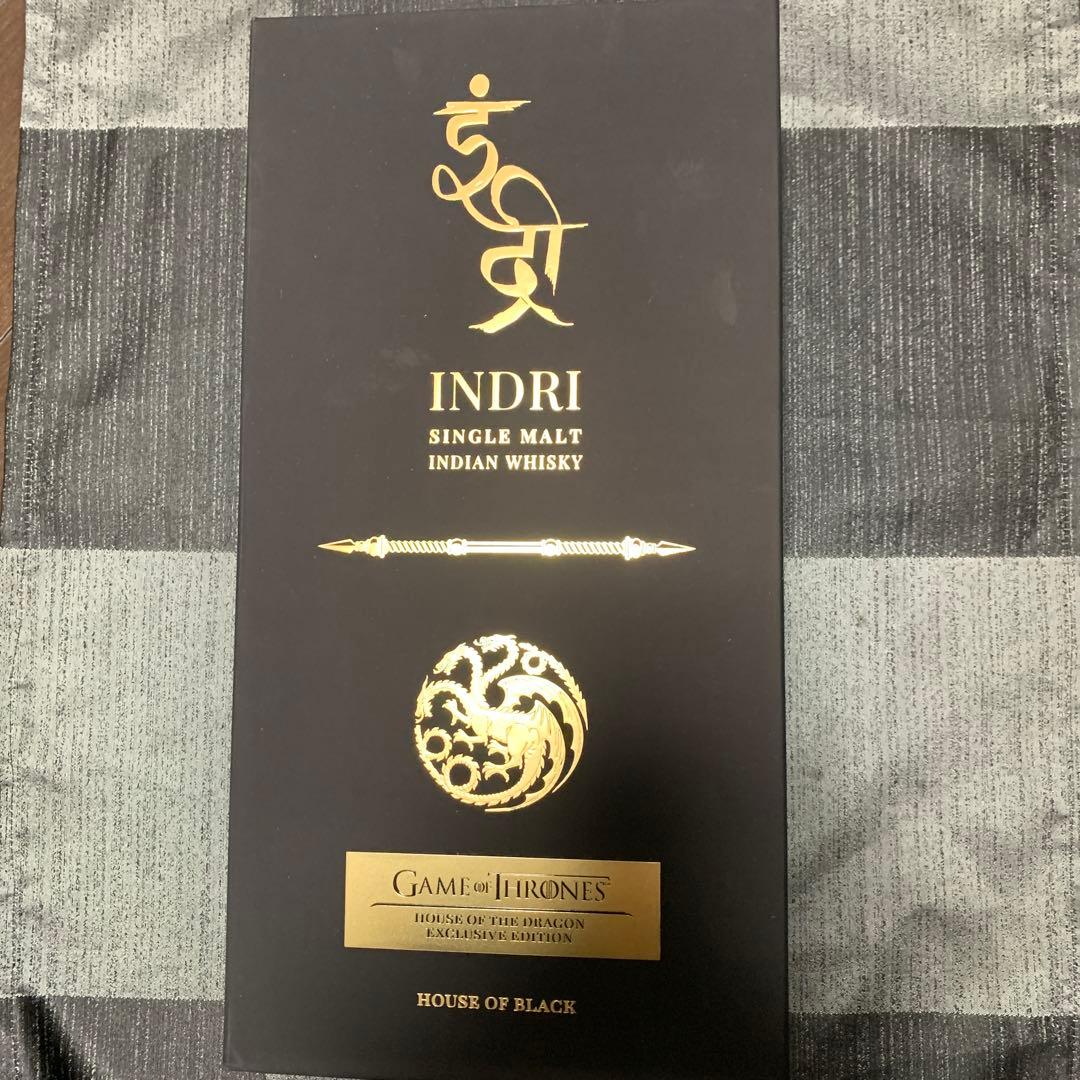 इंद्री
INDRI
SINGLE MALT
INDIAN WHISKY
GAME OF THRONES
HOUSE OF THE DRAGON
EXCLUSIVE EDITION
HOUSE OF BLACK